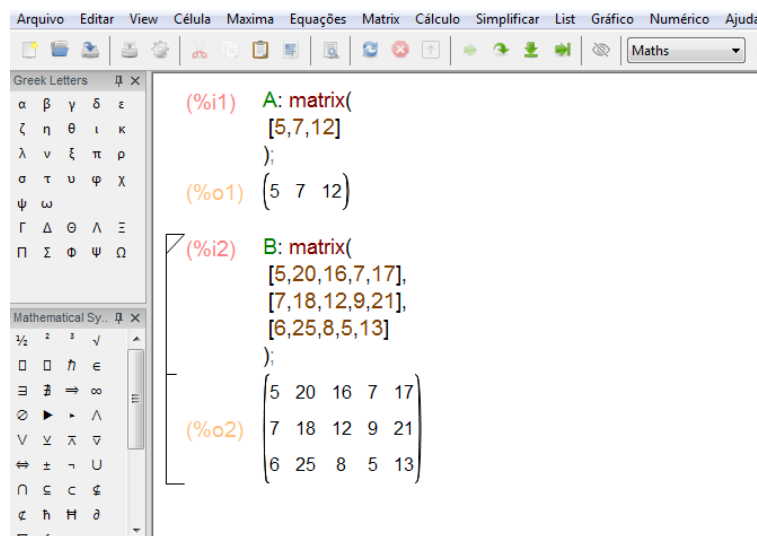 Arquivo Editar View Célula Maxima Equações Matrix Cálculo Simplificar List Gráfico Numérico Ajuda
Maths
Greek Letters
α β γ δ ε
ζ η θ ι κ
λ ν ξ π ρ
σ τ υ φ χ
ψ ω
Γ Δ Θ Λ Ξ
Π Σ Φ Ψ Ω
Mathematical Sy..
½ ² ³ √
ℏ ∈
∃ ∄ ⇒ ∞
∅ ▶ ▸ ∧
∨ ⊻ ⊼ ⊽
⇔ ± ¬ ∪
∩ ⊆ ⊂ ⊈
⊄ ħ Ħ ∂
(%i1) A: matrix(
[5,7,12]
);
(%o1) (5 7 12)
(%i2) B: matrix(
[5,20,16,7,17],
[7,18,12,9,21],
[6,25,8,5,13]
);
5 20 16 7 17
(%o2) 7 18 12 9 21
6 25 8 5 13